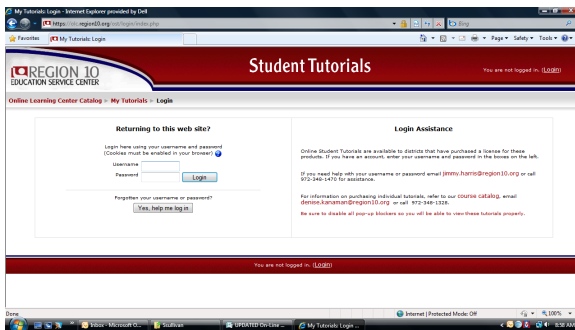 My Tutorials: Login - Internet Explorer provided by Dell
https://olc.region10.org/ost/login/index.php
Bing
Favorites
My Tutorials: Login
Page
Safety
Tools
REGION 10
EDUCATION SERVICE CENTER
Student Tutorials
You are not logged in. (Login)
Online Learning Center Catalog ► My Tutorials ► Login
Returning to this web site?
Login here using your username and password
(Cookies must be enabled in your browser)
Username
Password
Login
Forgotten your username or password?
Yes, help me log in
Login Assistance
Online Student Tutorials are available to districts that have purchased a license for these
products. If you have an account, enter your username and password in the boxes on the left.
If you need help with your username or password email jimmy.harris@region10.org or call
972-348-1470 for assistance.
For information on purchasing individual tutorials, refer to our course catalog, email
denise.kanaman@region10.org or call 972-348-1328.
Be sure to disable all pop-up blockers so you will be able to view these tutorials properly.
You are not logged in. (Login)
Done
Internet | Protected Mode: Off
100%
Inbox - Microsoft O...
Ssullivan
UPDATED On-Line ...
My Tutorials: Login ...
8:58 AM